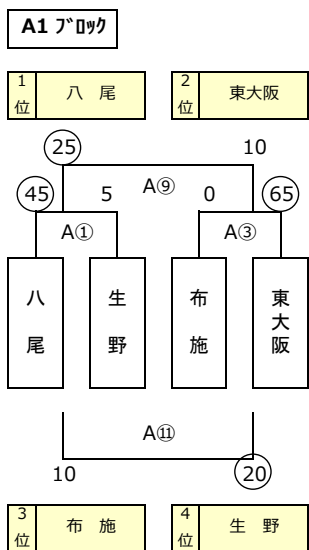 A1 ﾌﾞﾛｯｸ
1位 八 尾 2位 東大阪
25 10
A⑨
45 5 0 65
A① A③
八尾 生野 布施 東大阪
A⑪
10 20
3位 布 施 4位 生 野